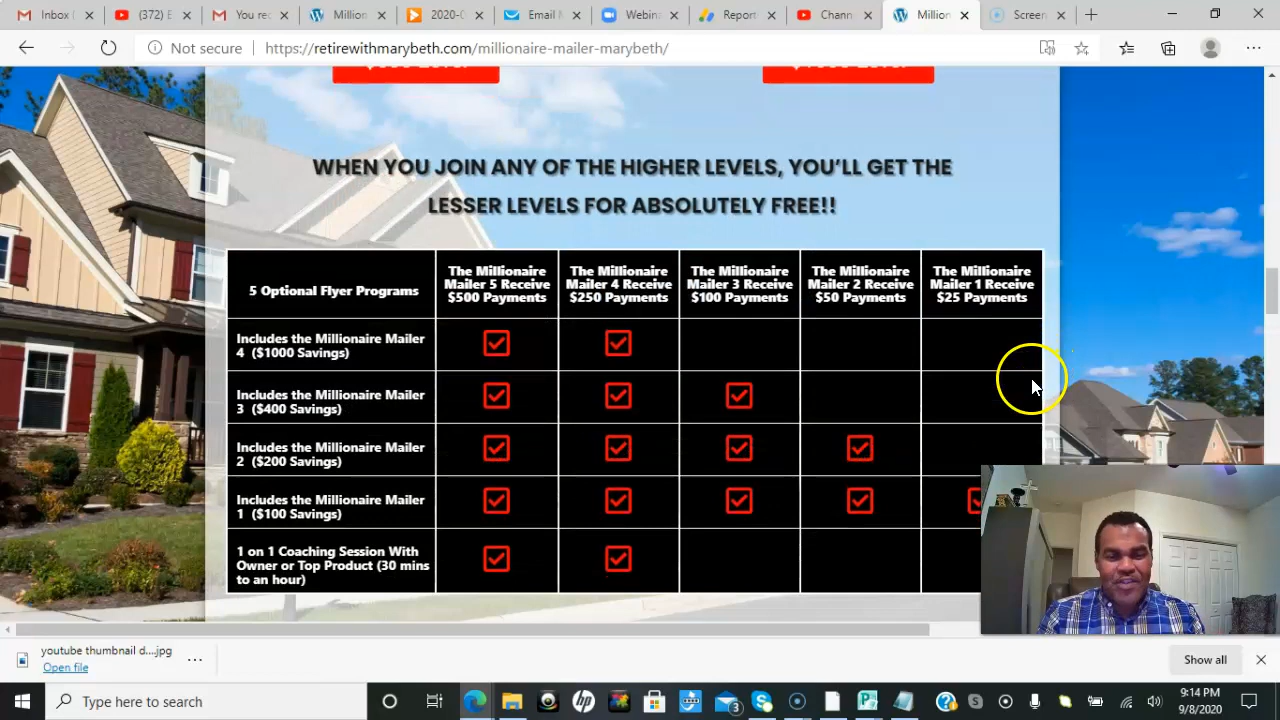 Inbox (
(372) E
You rec
Million
2020-0
Email M
Webina
Report
Chann
Million
Screen
Not secure
https://retirewithmarybeth.com/millionaire-mailer-marybeth/
WHEN YOU JOIN ANY OF THE HIGHER LEVELS, YOU'LL GET THE
LESSER LEVELS FOR ABSOLUTELY FREE!!
5 Optional Flyer Programs
The Millionaire
Mailer 5 Receive
$500 Payments
The Millionaire
Mailer 4 Receive
$250 Payments
The Millionaire
Mailer 3 Receive
$100 Payments
The Millionaire
Mailer 2 Receive
$50 Payments
The Millionaire
Mailer 1 Receive
$25 Payments
Includes the Millionaire Mailer
4 ($1000 Savings)
Includes the Millionaire Mailer
3 ($400 Savings)
Includes the Millionaire Mailer
2 ($200 Savings)
Includes the Millionaire Mailer
1 ($100 Savings)
1 on 1 Coaching Session With
Owner or Top Product (30 mins
to an hour)
youtube thumbnail d....jpg
Open file
Show all
Type here to search
3
9:14 PM
9/8/2020